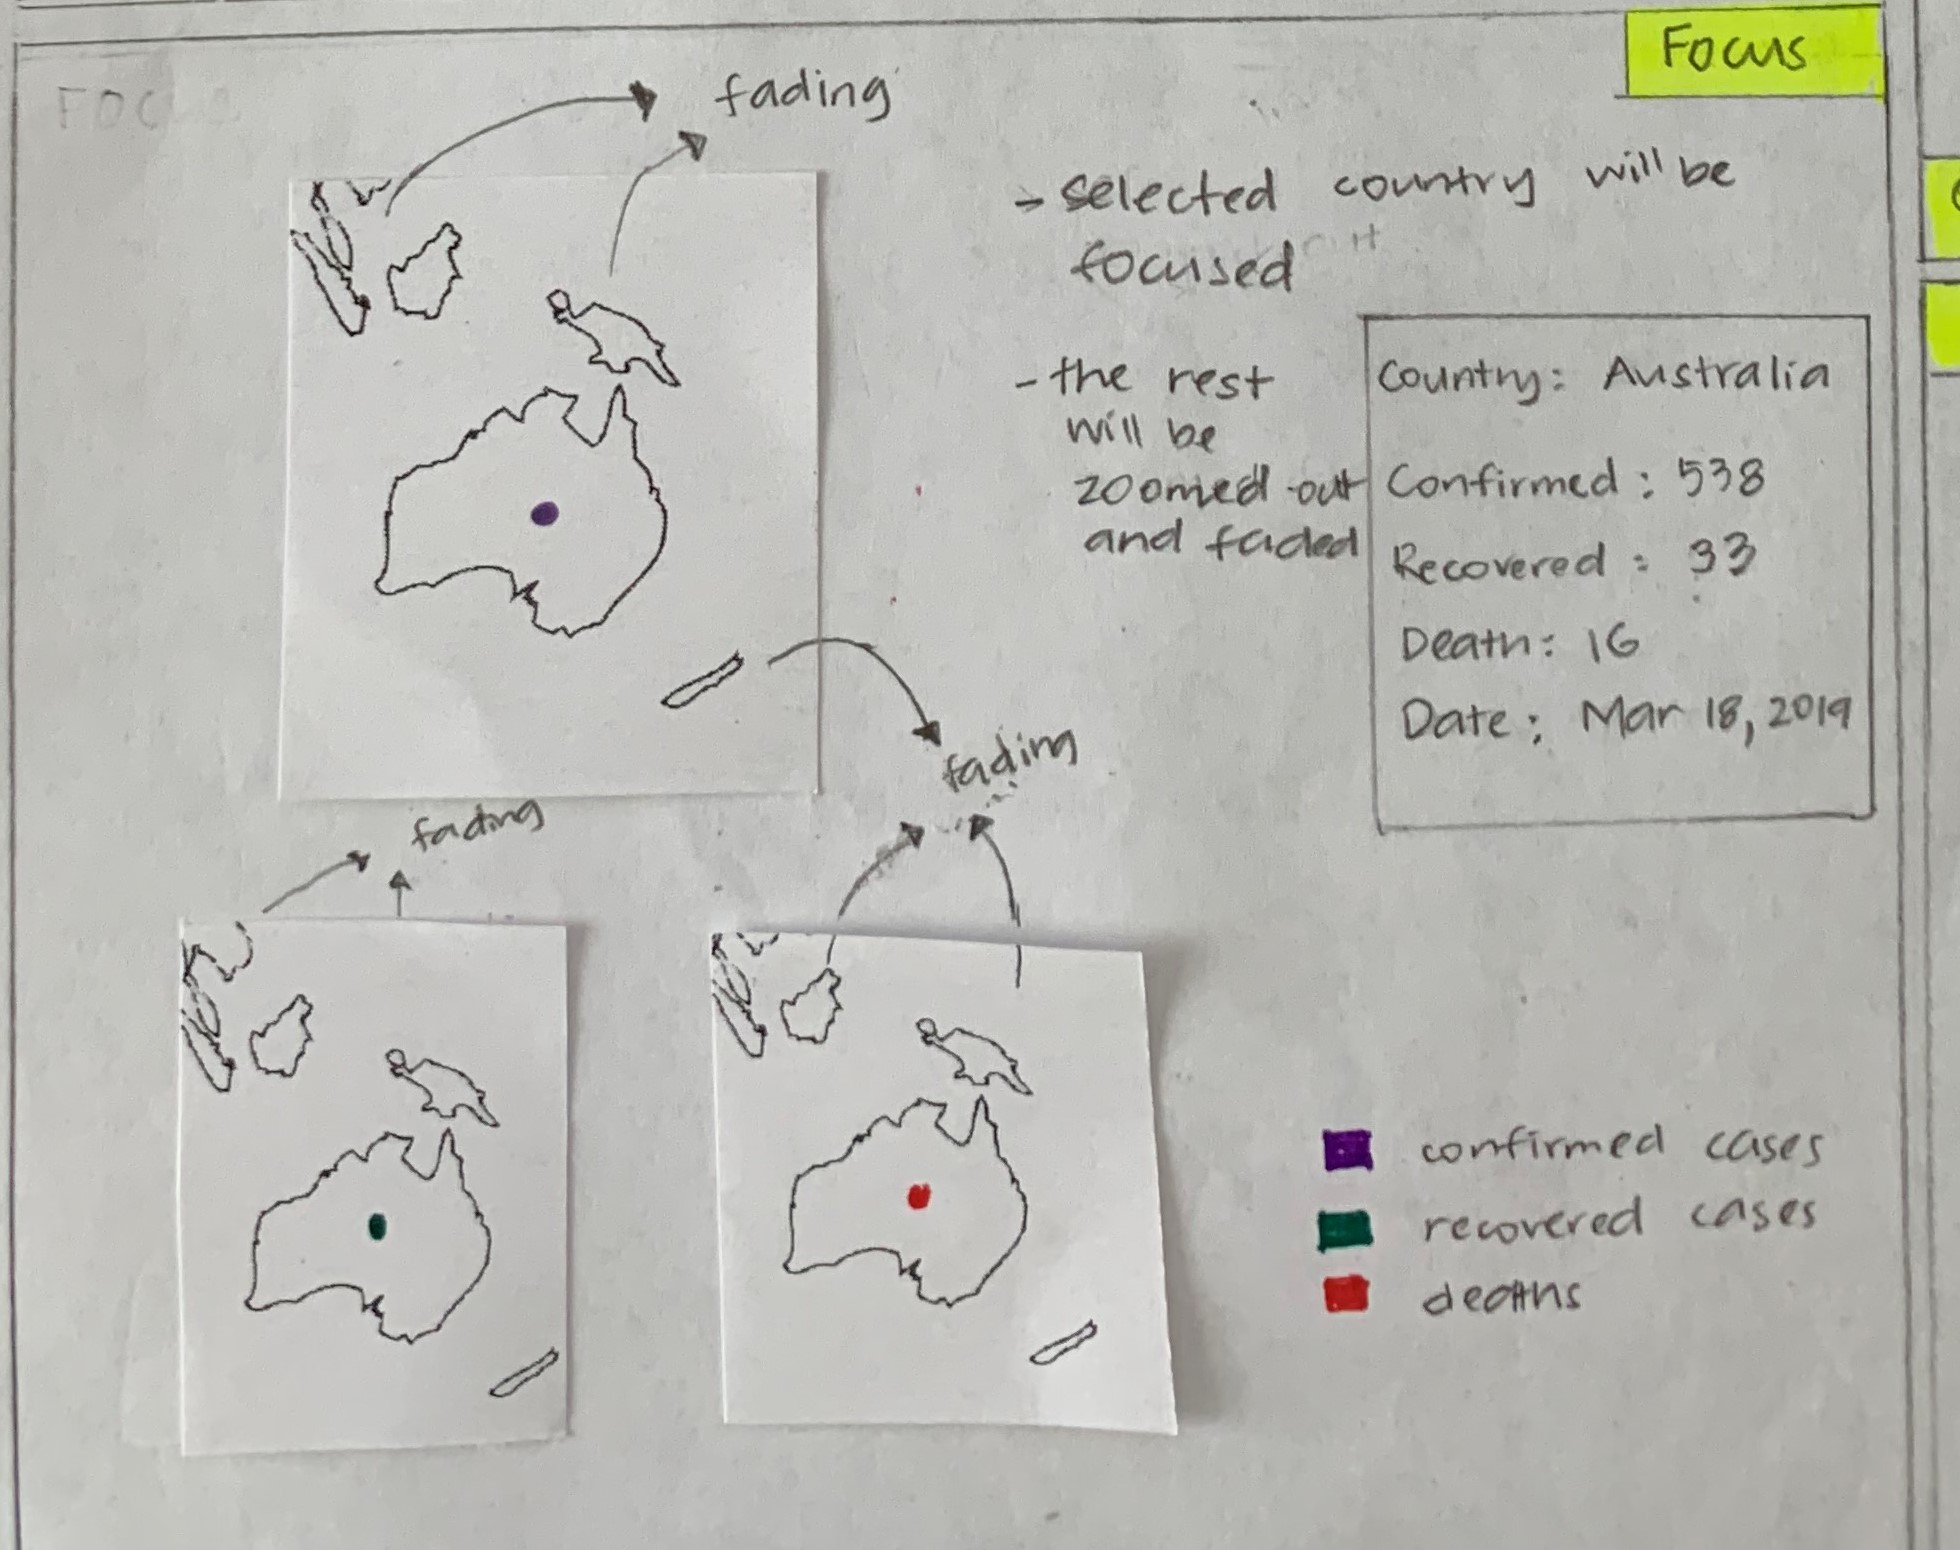 Focus
fading
- selected country will be
focused
- the rest
will be
zoomed out
and faded
Country: Australia
Confirmed: 538
Recovered: 33
Death: 16
Date: Mar 18, 2019
fading
fading
confirmed cases
recovered cases
deaths